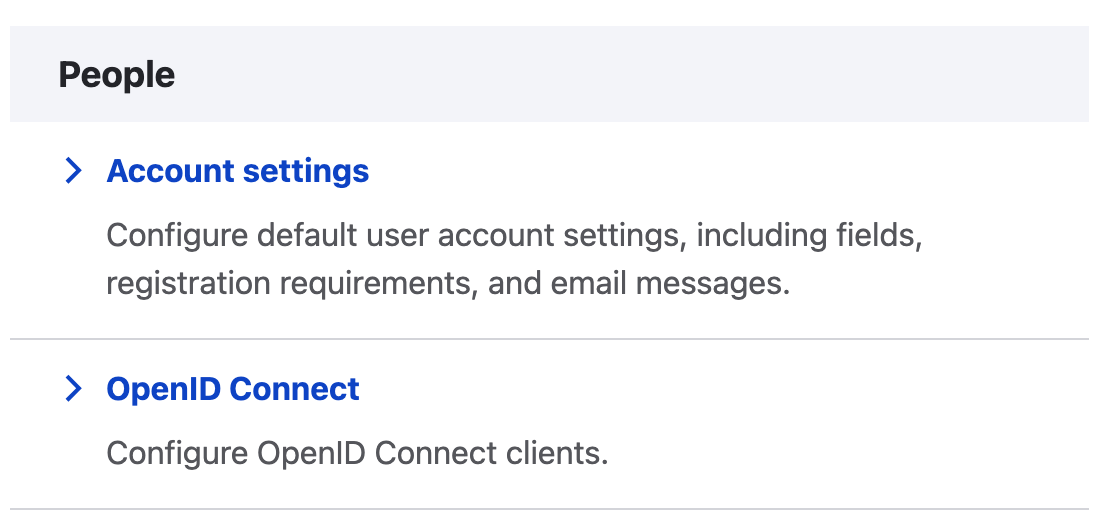 People
Account settings
Configure default user account settings, including fields,
registration requirements, and email messages.
OpenID Connect
Configure OpenID Connect clients.